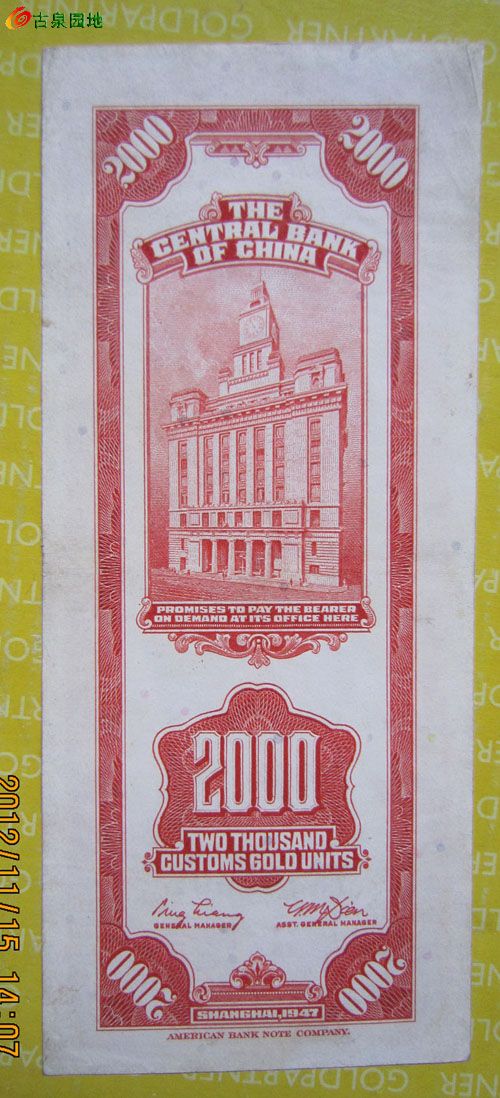 古泉园地
2000 2000
THE
CENTRAL BANK
OF CHINA
PROMISES TO PAY THE BEARER
ON DEMAND AT ITS OFFICE HERE
2000
TWO THOUSAND
CUSTOMS GOLD UNITS
GENERAL MANAGER ASST. GENERAL MANAGER
2000 2000
SHANGHAI, 1947
AMERICAN BANK NOTE COMPANY.
2012/11/15 14:07
GOLDPARTNER
GOLDPARTNER